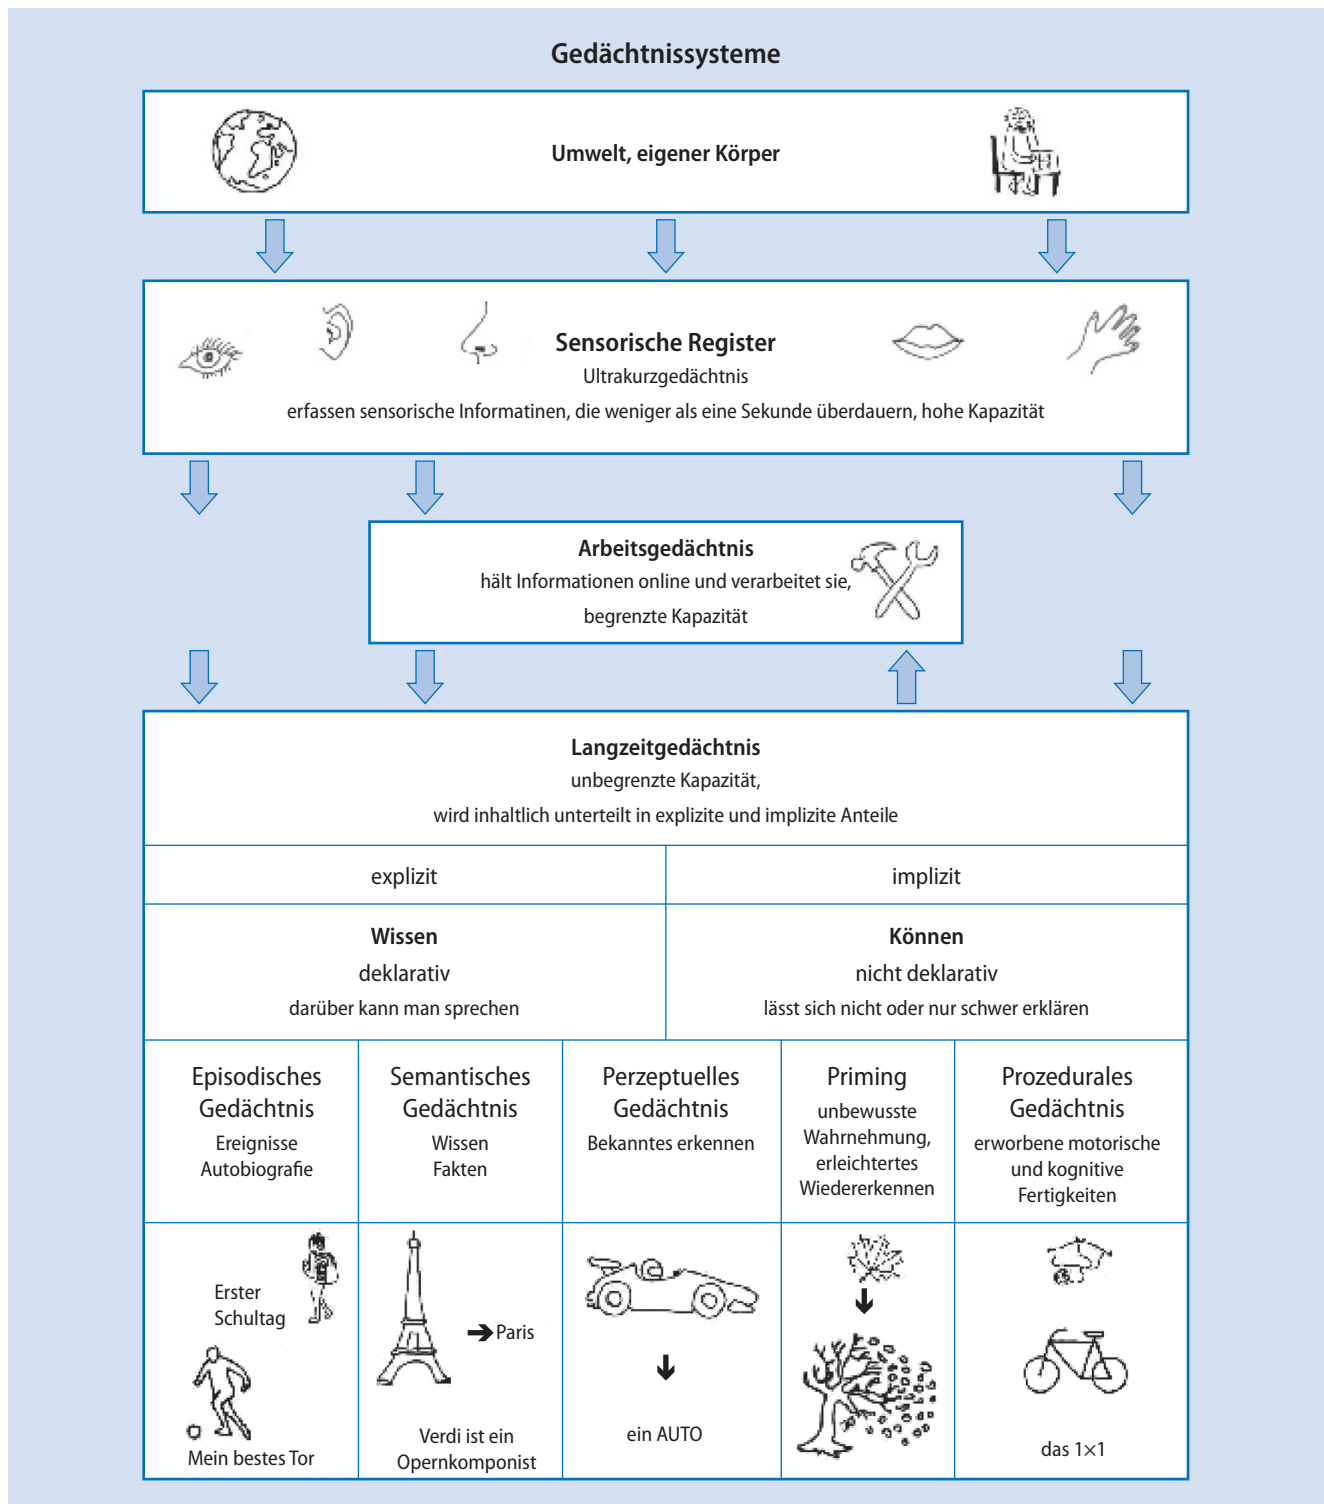 Gedächtnissysteme
Umwelt, eigener Körper
Sensorische Register
Ultrakurzgedächtnis
erfassen sensorische Informatinen, die weniger als eine Sekunde überdauern, hohe Kapazität
Arbeitsgedächtnis
hält Informationen online und verarbeitet sie,
begrenzte Kapazität
Langzeitgedächtnis
unbegrenzte Kapazität,
wird inhaltlich unterteilt in explizite und implizite Anteile
explizit
implizit
Wissen
deklarativ
darüber kann man sprechen
Können
nicht deklarativ
lässt sich nicht oder nur schwer erklären
Episodisches
Gedächtnis
Ereignisse
Autobiografie
Semantisches
Gedächtnis
Wissen
Fakten
Perzeptuelles
Gedächtnis
Bekanntes erkennen
Priming
unbewusste
Wahrnehmung,
erleichtertes
Wiedererkennen
Prozedurales
Gedächtnis
erworbene motorische
und kognitive
Fertigkeiten
Erster
Schultag
Mein bestes Tor
Paris
Verdi ist ein
Opernkomponist
ein AUTO
das 1×1